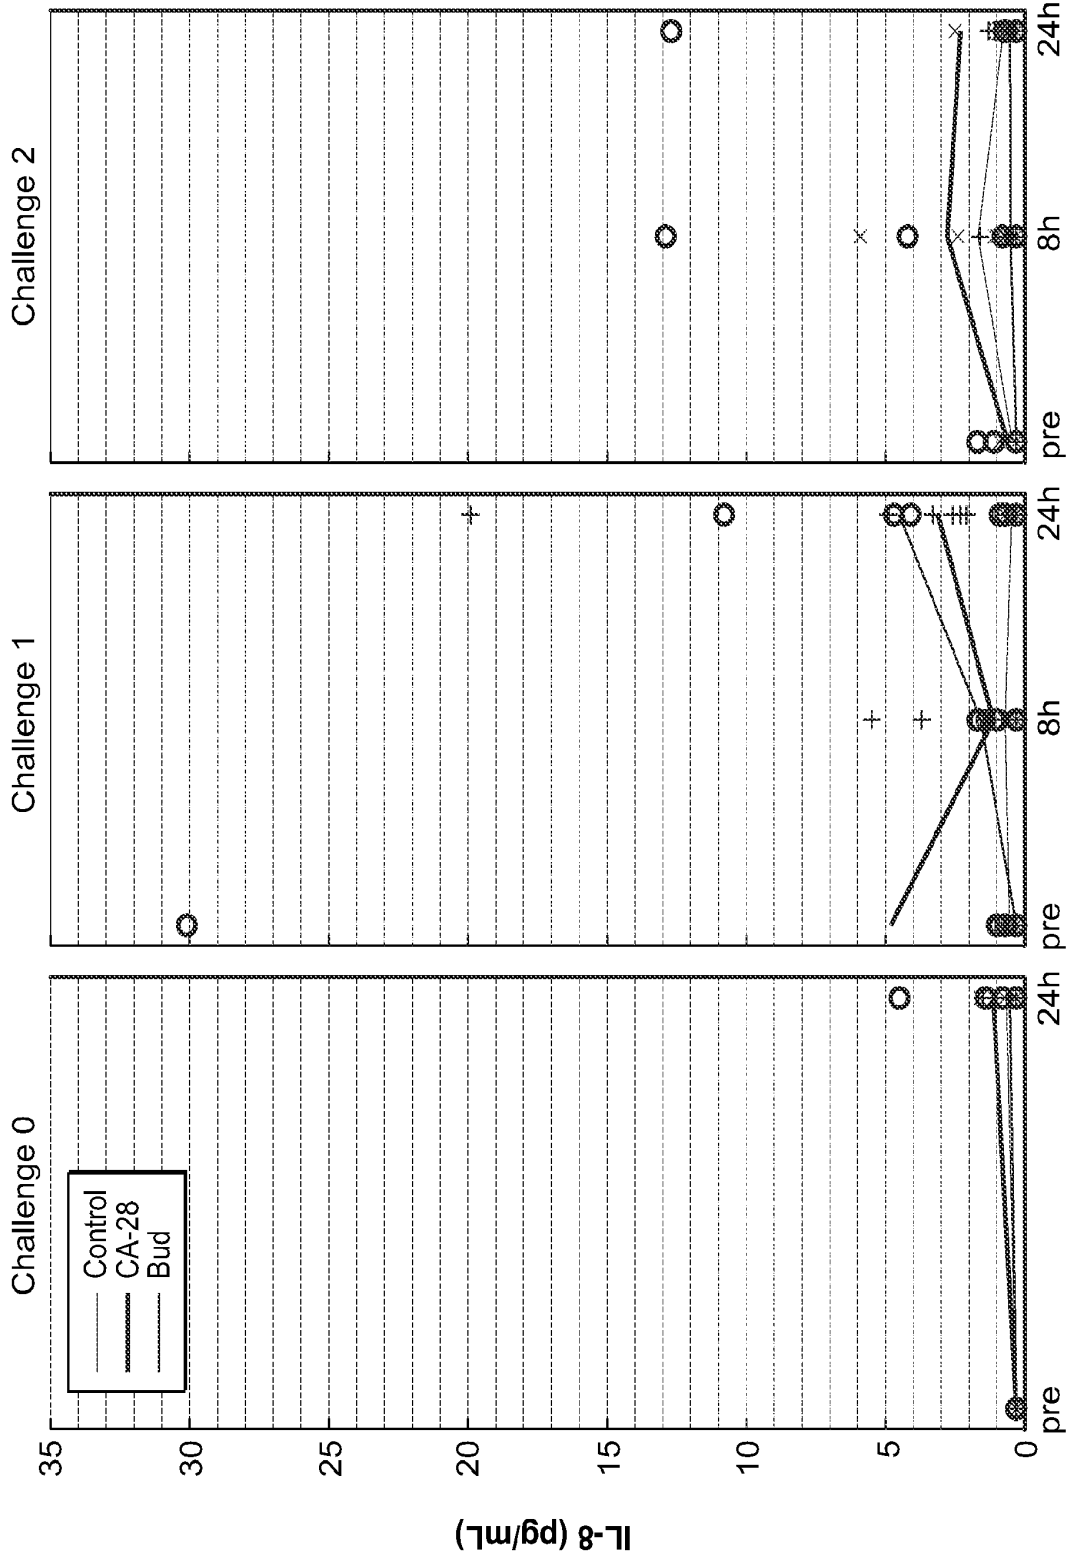 Challenge 0
Challenge 1
Challenge 2
Control
CA-28
Bud
IL-8 (pg/mL)
35
30
25
20
15
10
5
0
pre
24h
pre
8h
24h
pre
8h
24h